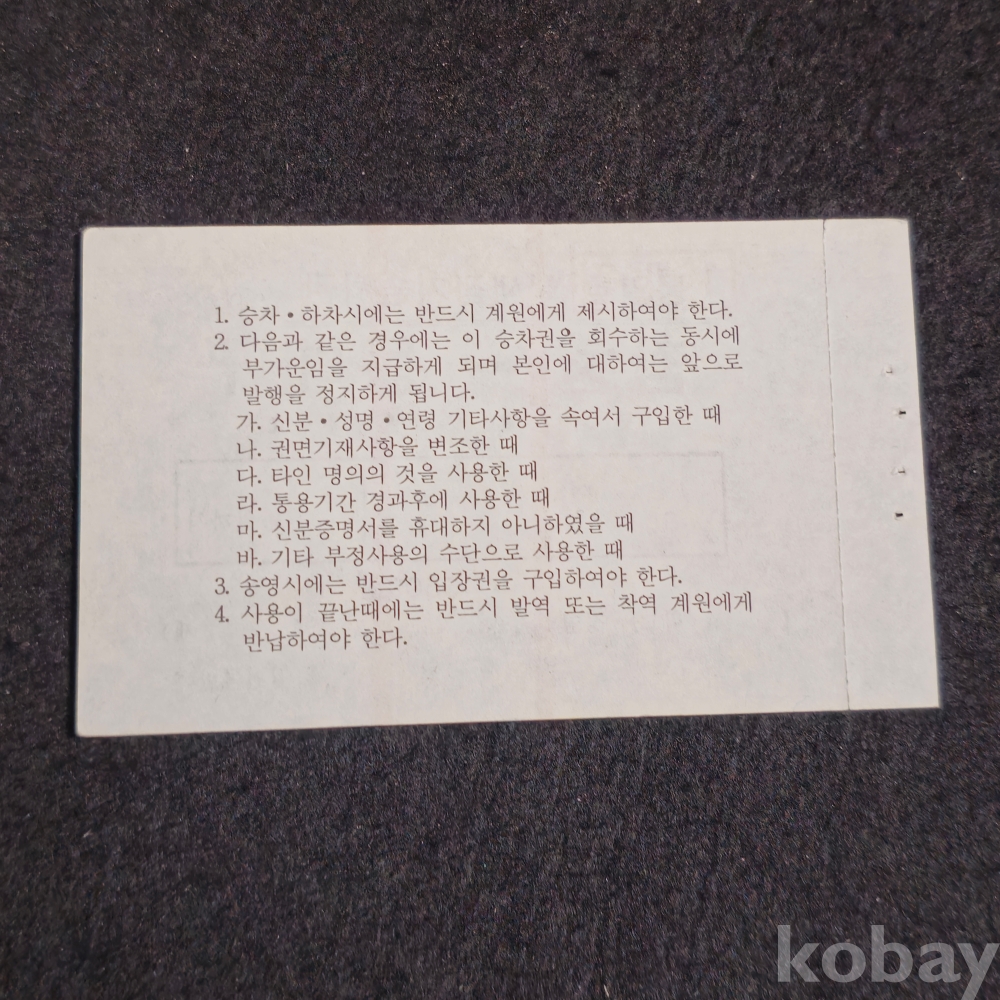 1. 승차·하차시에는 반드시 계원에게 제시하여야 한다.
2. 다음과 같은 경우에는 이 승차권을 회수하는 동시에
부가운임을 지급하게 되며 본인에 대하여는 앞으로
발행을 정지하게 됩니다.
가. 신분·성명·연령 기타사항을 속여서 구입한 때
나. 권면기재사항을 변조한 때
다. 타인 명의의 것을 사용한 때
라. 통용기간 경과후에 사용한 때
마. 신분증명서를 휴대하지 아니하였을 때
바. 기타 부정사용의 수단으로 사용한 때
3. 송영시에는 반드시 입장권을 구입하여야 한다.
4. 사용이 끝난때에는 반드시 발역 또는 착역 계원에게
반납하여야 한다.
kobay